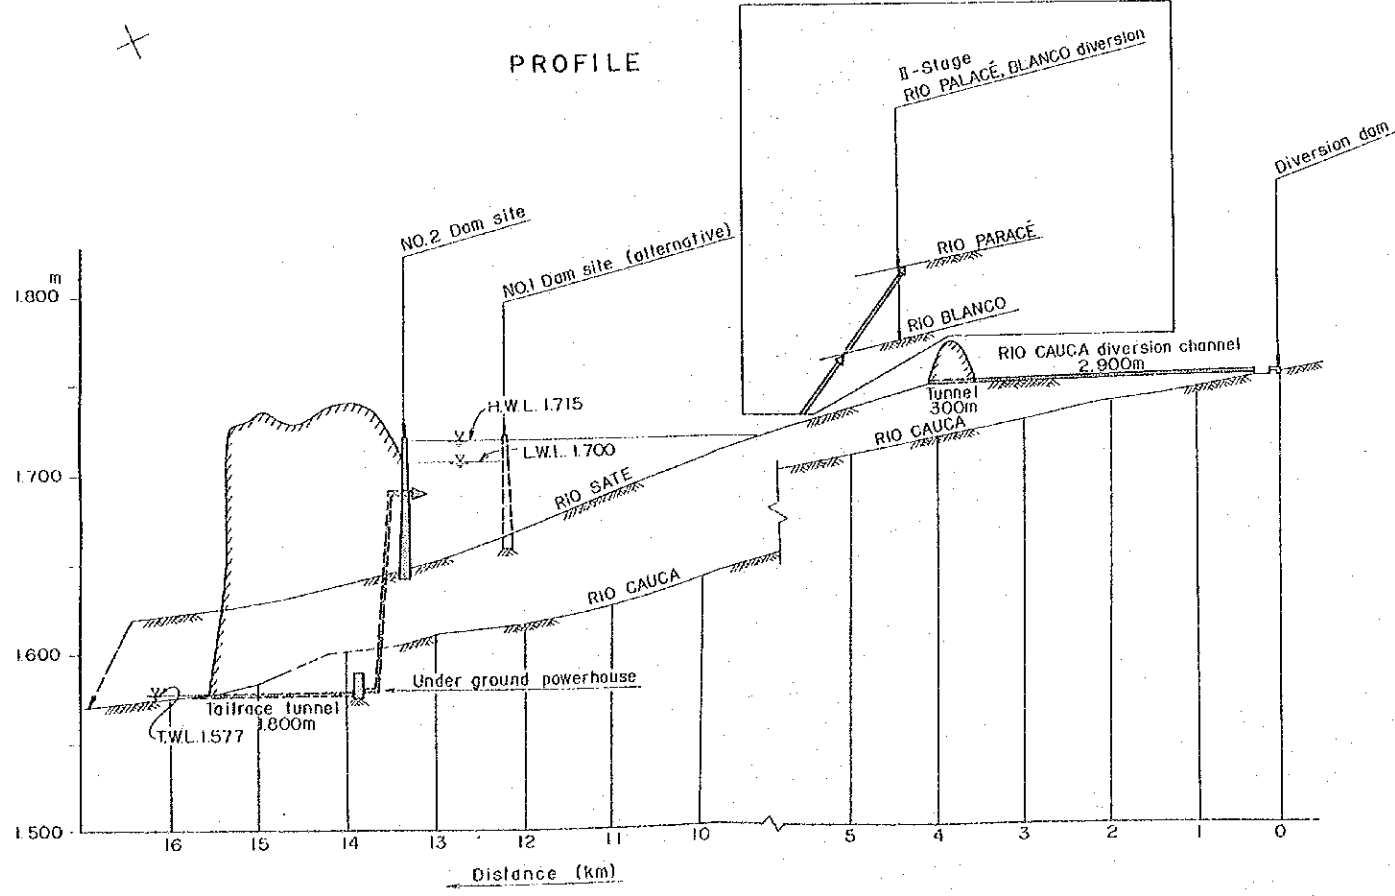 PROFILE
II-Stage
RIO PALACÉ, BLANCO diversion
Diversion dam
NO.2 Dam site
NO.1 Dam site (alternative)
RIO PARACÉ
m
1.800
RIO BLANCO
RIO CAUCA diversion channel
2,900m
Tunnel
300m
H.W.L. 1.715
RIO CAUCA
L.W.L. 1.700
1.700
RIO SATE
RIO CAUCA
1.600
Under ground powerhouse
Tailrace tunnel
1.800m
T.W.L. 1.577
1.500
16 15 14 13 12 11 10 5 4 3 2 1 0
Distance (km)